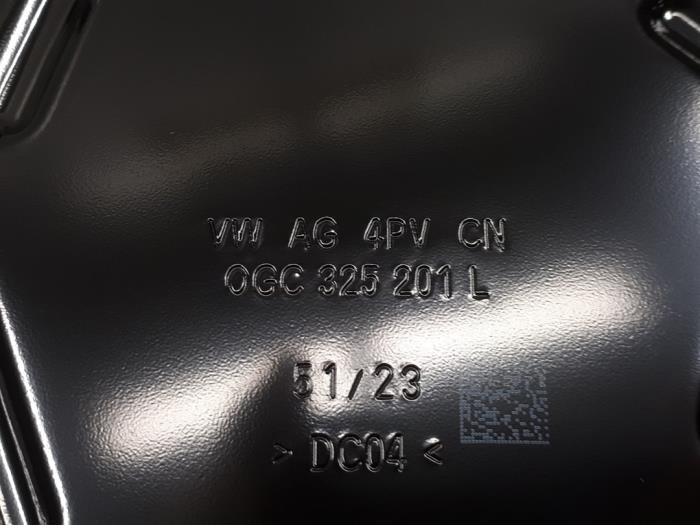 VW AG 4PV CN
0GC 325 201 L
51/23
> DC04 <